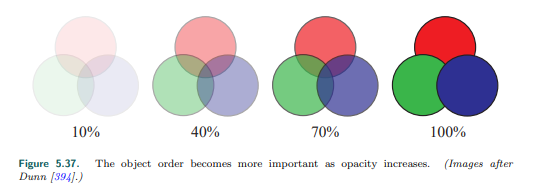 10% 40% 70% 100%
Figure 5.37. The object order becomes more important as opacity increases. (Images after
Dunn [394].)